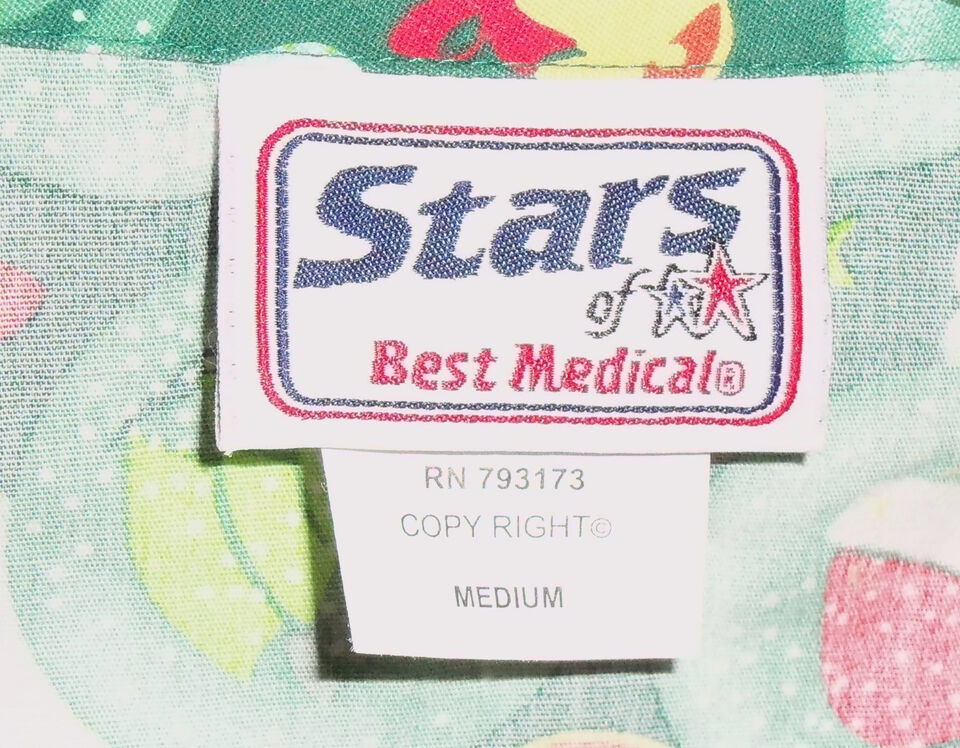 Stars
of
Best Medical®
RN 793173
COPY RIGHT©
MEDIUM